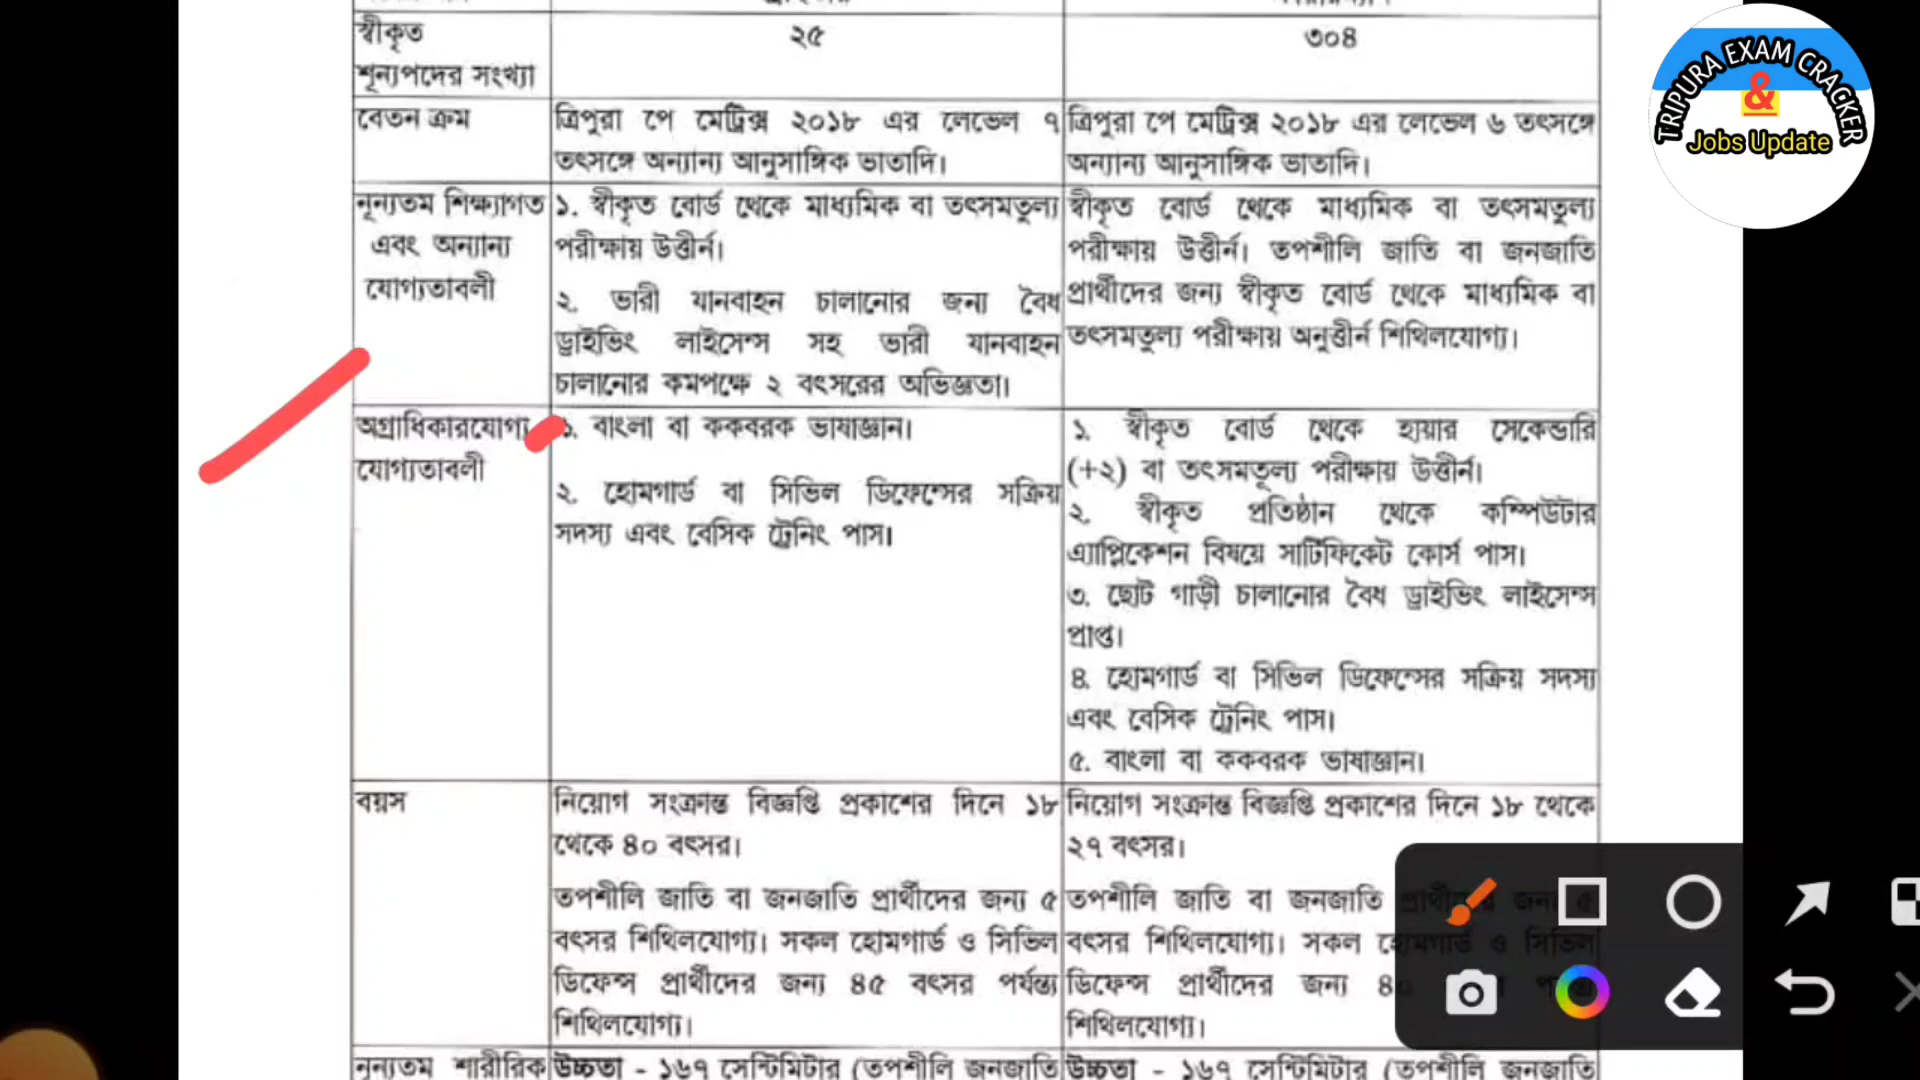 স্বীকৃত
শূন্যপদের সংখ্যা
২৫
৩০৪
বেতন ক্রম
ত্রিপুরা পে মেট্রিক্স ২০১৮ এর লেভেল ৭
তৎসঙ্গে অন্যান্য আনুসাঙ্গিক ভাতাদি।
ত্রিপুরা পে মেট্রিক্স ২০১৮ এর লেভেল ৬ তৎসঙ্গে
অন্যান্য আনুসাঙ্গিক ভাতাদি।
নূন্যতম শিক্ষ্যাগত
এবং অন্যান্য
যোগ্যতাবলী
১. স্বীকৃত বোর্ড থেকে মাধ্যমিক বা তৎসমতুল্য
পরীক্ষায় উত্তীর্ন।
২. ভারী যানবাহন চালানোর জন্য বৈধ
ড্রাইভিং লাইসেন্স সহ ভারী যানবাহন
চালানোর কমপক্ষে ২ বৎসরের অভিজ্ঞতা।
স্বীকৃত বোর্ড থেকে মাধ্যমিক বা তৎসমতুল্য
পরীক্ষায় উত্তীর্ন। তপশীলি জাতি বা জনজাতি
প্রার্থীদের জন্য স্বীকৃত বোর্ড থেকে মাধ্যমিক বা
তৎসমতুল্য পরীক্ষায় অনুত্তীর্ন শিথিলযোগ্য।
অগ্রাধিকারযোগ্য
যোগ্যতাবলী
১. বাংলা বা ককবরক ভাষাজ্ঞান।
২. হোমগার্ড বা সিভিল ডিফেন্সের সক্রিয়
সদস্য এবং বেসিক ট্রেনিং পাস।
১. স্বীকৃত বোর্ড থেকে হায়ার সেকেন্ডারি
(+২) বা তৎসমতূল্য পরীক্ষায় উত্তীর্ন।
২. স্বীকৃত প্রতিষ্ঠান থেকে কম্পিউটার
এ্যাপ্লিকেশন বিষয়ে সার্টিফিকেট কোর্স পাস।
৩. ছোট গাড়ী চালানোর বৈধ ড্রাইভিং লাইসেন্স
প্রাপ্ত।
৪. হোমগার্ড বা সিভিল ডিফেন্সের সক্রিয় সদস্য
এবং বেসিক ট্রেনিং পাস।
৫. বাংলা বা ককবরক ভাষাজ্ঞান।
বয়স
নিয়োগ সংক্রান্ত বিজ্ঞপ্তি প্রকাশের দিনে ১৮
থেকে ৪০ বৎসর।
তপশীলি জাতি বা জনজাতি প্রার্থীদের জন্য ৫
বৎসর শিথিলযোগ্য। সকল হোমগার্ড ও সিভিল
ডিফেন্স প্রার্থীদের জন্য ৪৫ বৎসর পর্যন্ত
শিথিলযোগ্য।
নিয়োগ সংক্রান্ত বিজ্ঞপ্তি প্রকাশের দিনে ১৮ থেকে
২৭ বৎসর।
তপশীলি জাতি বা জনজাতি প্রার্থীদের জন্য ৫
বৎসর শিথিলযোগ্য। সকল হোমগার্ড ও সিভিল
ডিফেন্স প্রার্থীদের জন্য ৪০
শিথিলযোগ্য।
নূন্যতম শারীরিক
উচ্চতা - ১৬৭ সেন্টিমিটার (তপশীলি জনজাতি
উচ্চতা - ১৬৭ সেন্টিমিটার (তপশীলি জনজাতি
TRIPURA EXAM CRACKER
&
Jobs Update